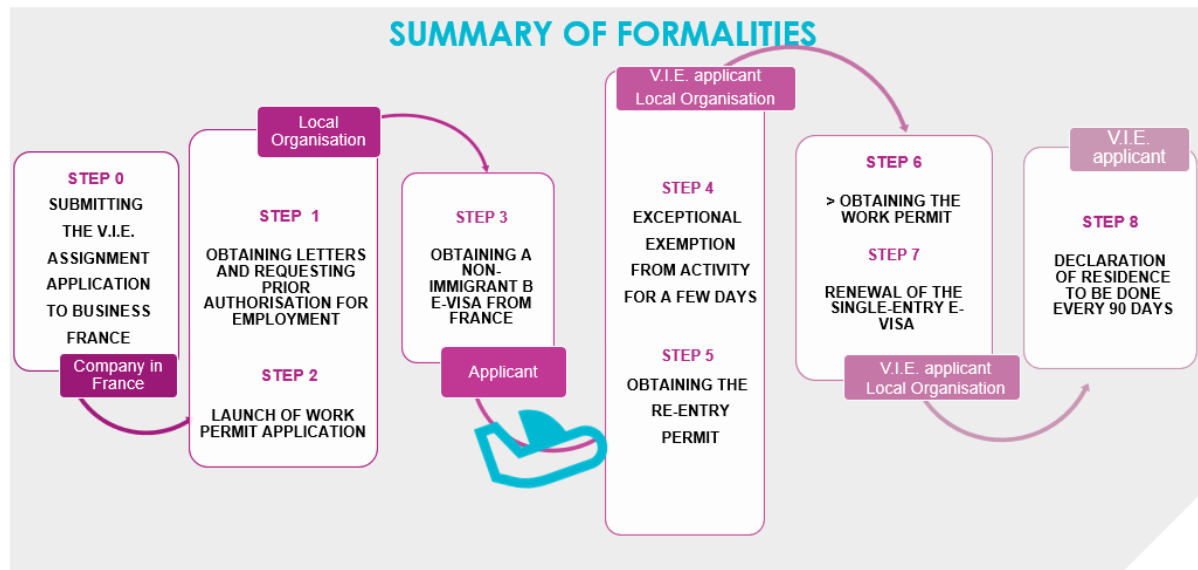 SUMMARY OF FORMALITIES
STEP 0
SUBMITTING
THE V.I.E.
ASSIGNMENT
APPLICATION
TO BUSINESS
FRANCE
Company in
France
Local
Organisation
STEP 1
OBTAINING LETTERS
AND REQUESTING
PRIOR
AUTHORISATION FOR
EMPLOYMENT
STEP 2
LAUNCH OF WORK
PERMIT APPLICATION
STEP 3
OBTAINING A
NON-
IMMIGRANT B
E-VISA FROM
FRANCE
Applicant
V.I.E. applicant
Local Organisation
STEP 4
EXCEPTIONAL
EXEMPTION
FROM ACTIVITY
FOR A FEW DAYS
STEP 5
OBTAINING THE
RE-ENTRY
PERMIT
STEP 6
> OBTAINING THE
WORK PERMIT
STEP 7
RENEWAL OF THE
SINGLE-ENTRY E-
VISA
V.I.E. applicant
Local Organisation
V.I.E.
applicant
STEP 8
DECLARATION
OF RESIDENCE
TO BE DONE
EVERY 90 DAYS